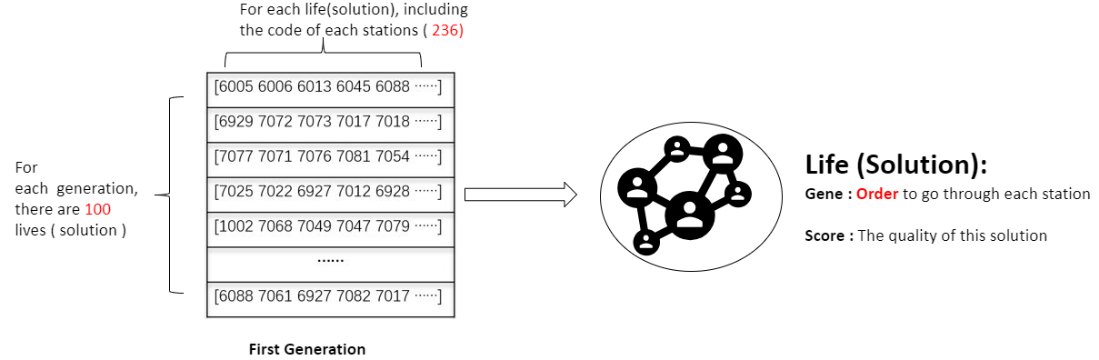 For each life(solution), including
the code of each stations ( 236)
[6005 6006 6013 6045 6088 ······]
[6929 7072 7073 7017 7018 ······]
[7077 7071 7076 7081 7054 ······]
[7025 7022 6927 7012 6928 ······]
[1002 7068 7049 7047 7079 ······]
······
[6088 7061 6927 7082 7017 ······]
For
each generation,
there are 100
lives ( solution )
First Generation
Life (Solution):
Gene : Order to go through each station
Score : The quality of this solution